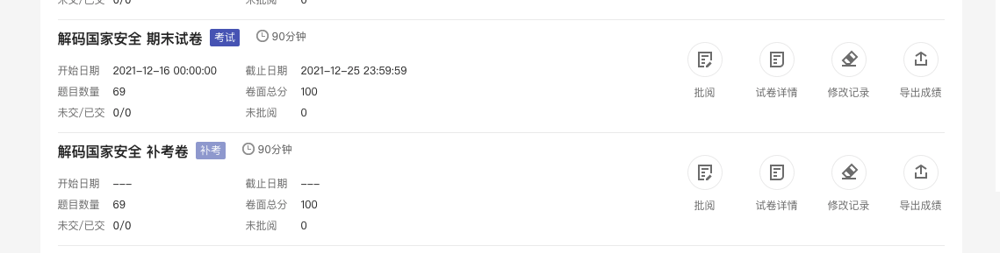 未交/已交 0/0 未批阅 0
解码国家安全 期末试卷 考试 90分钟
开始日期 2021-12-16 00:00:00 截止日期 2021-12-25 23:59:59
题目数量 69 卷面总分 100
未交/已交 0/0 未批阅 0
批阅 试卷详情 修改记录 导出成绩
解码国家安全 补考卷 补考 90分钟
开始日期 --- 截止日期 ---
题目数量 69 卷面总分 100
未交/已交 0/0 未批阅 0
批阅 试卷详情 修改记录 导出成绩